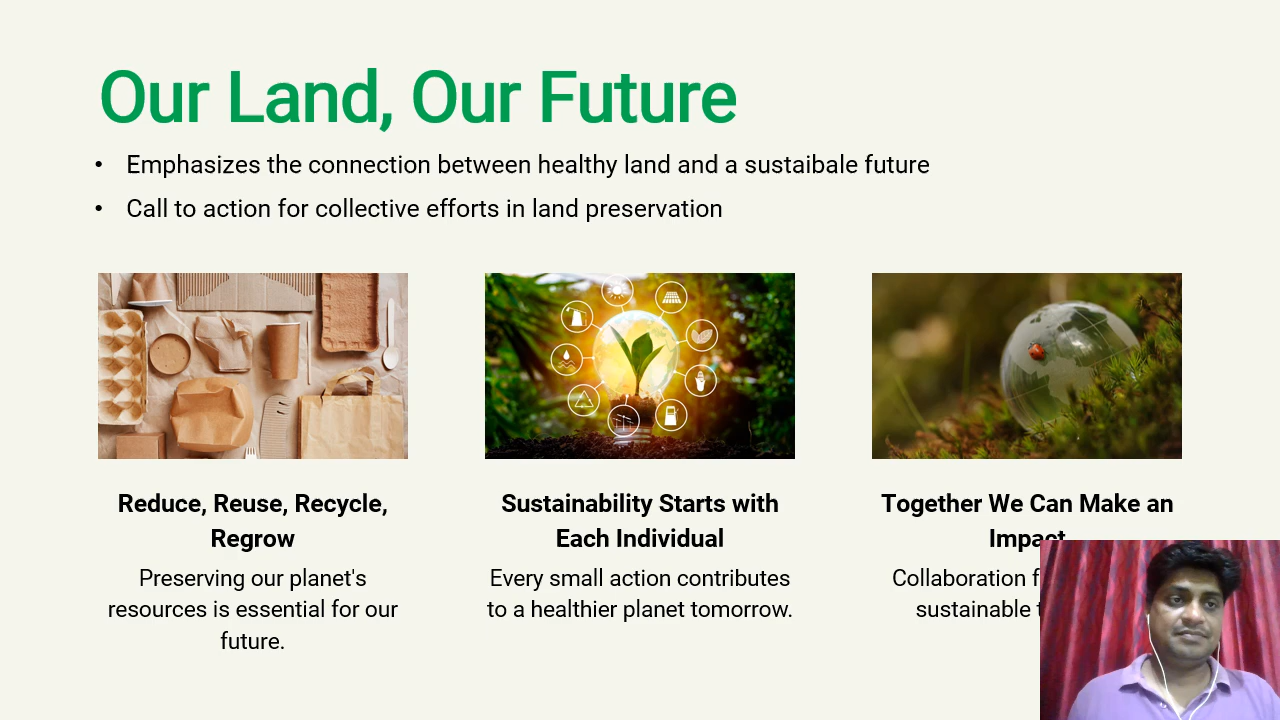 Our Land, Our Future
• Emphasizes the connection between healthy land and a sustaibale future
• Call to action for collective efforts in land preservation
Reduce, Reuse, Recycle,
Regrow
Preserving our planet's
resources is essential for our
future.
Sustainability Starts with
Each Individual
Every small action contributes
to a healthier planet tomorrow.
Together We Can Make an
Impact
Collaboration
sustainable